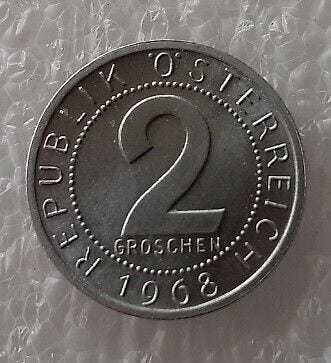 REPUBLIK ÖSTERREICH
2
GROSCHEN
1968